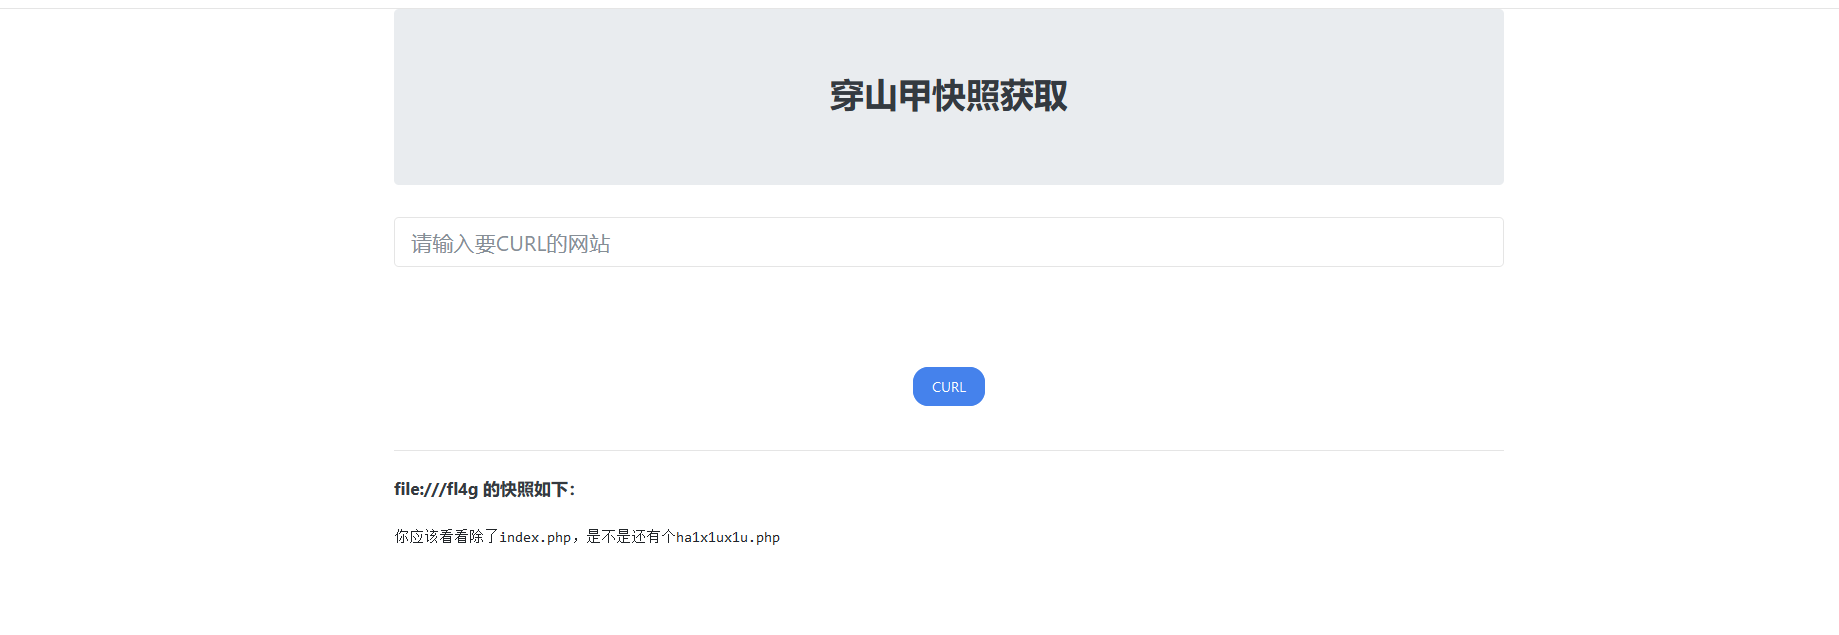 穿山甲快照获取
请输入要CURL的网站
CURL
file:///fl4g 的快照如下：
你应该看看除了index.php，是不是还有个ha1x1ux1u.php